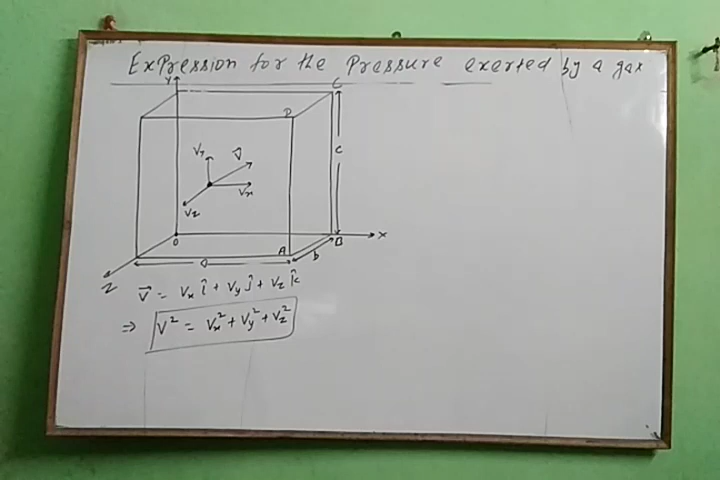 Expression for the Pressure exerted by a gas
Y
C
D
c
Vy
V
Vx
Vz
O
X
A
B
b
a
Z
V⃗ = Vx î + Vy ĵ + Vz k̂
⇒ V² = Vx² + Vy² + Vz²